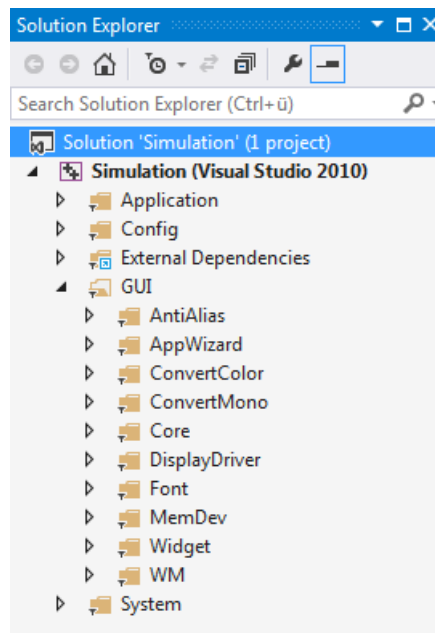 Solution Explorer
Search Solution Explorer (Ctrl+ü)
Solution 'Simulation' (1 project)
Simulation (Visual Studio 2010)
Application
Config
External Dependencies
GUI
AntiAlias
AppWizard
ConvertColor
ConvertMono
Core
DisplayDriver
Font
MemDev
Widget
WM
System